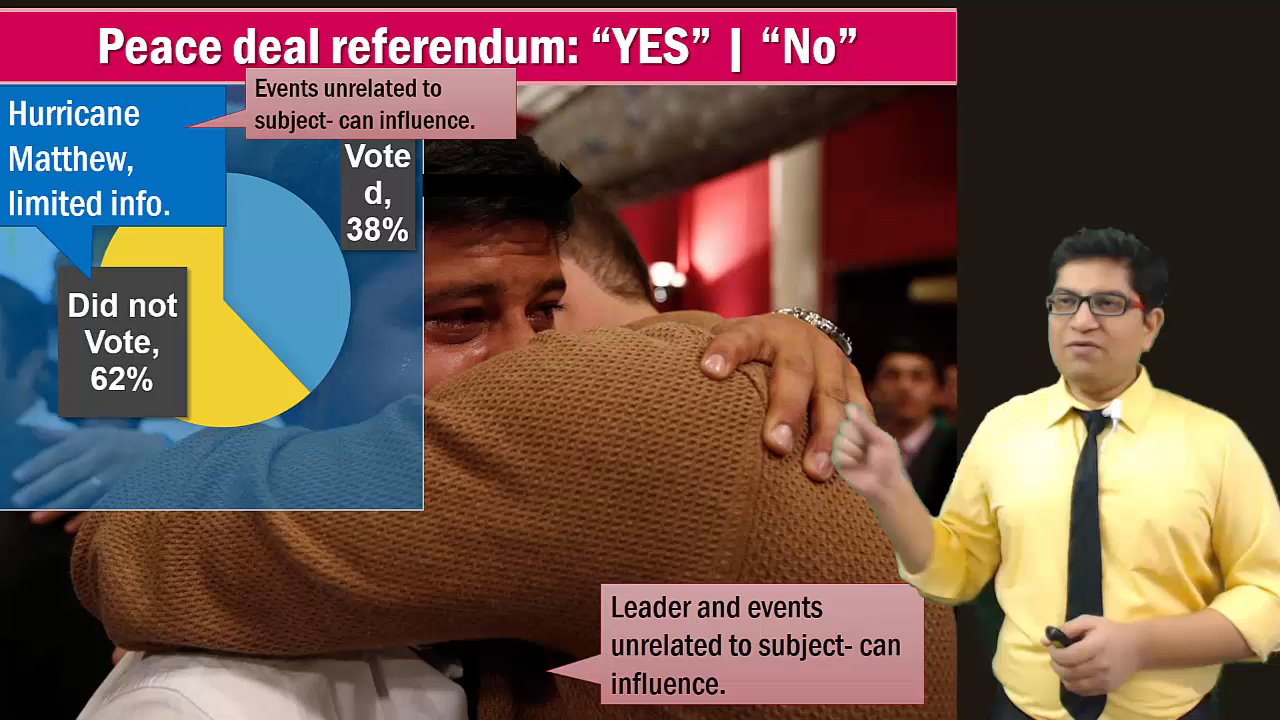 Peace deal referendum: “YES” | “No”
Events unrelated to
subject- can influence.
Hurricane
Matthew,
limited info.
Vote
d,
38%
Did not
Vote,
62%
Leader and events
unrelated to subject- can
influence.